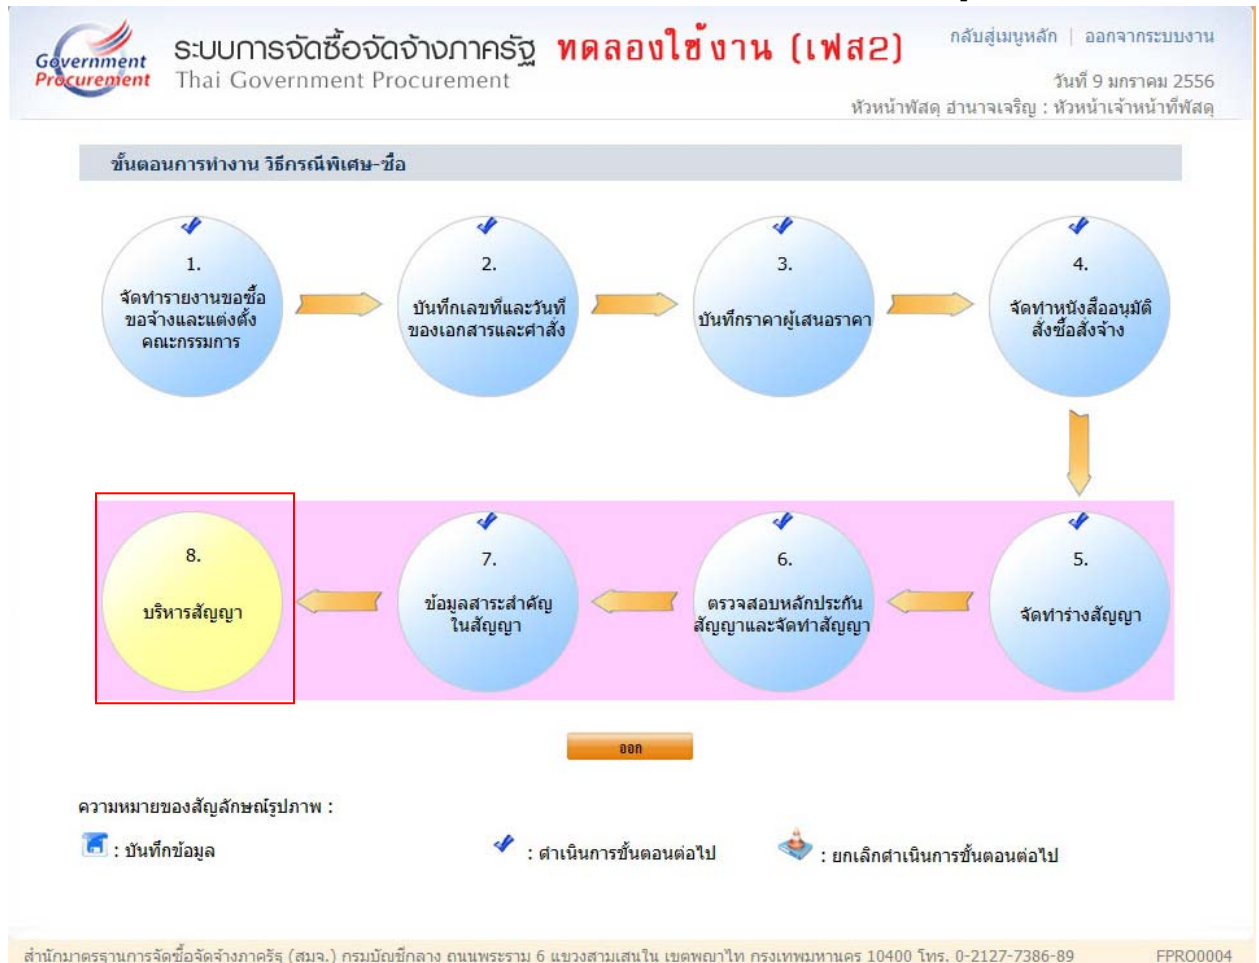 Government
Procurement
ระบบการจัดซื้อจัดจ้างภาครัฐ
Thai Government Procurement
ทดลองใช้งาน (เฟส2)
กลับสู่เมนูหลัก | ออกจากระบบงาน
วันที่ 9 มกราคม 2556
หัวหน้าพัสดุ อำนาจเจริญ : หัวหน้าเจ้าหน้าที่พัสดุ
ขั้นตอนการทำงาน วิธีกรณีพิเศษ-ซื้อ
1.
จัดทำรายงานขอซื้อ
ขอจ้างและแต่งตั้ง
คณะกรรมการ
2.
บันทึกเลขที่และวันที่
ของเอกสารและคำสั่ง
3.
บันทึกราคาผู้เสนอราคา
4.
จัดทำหนังสืออนุมัติ
สั่งซื้อสั่งจ้าง
8.
บริหารสัญญา
7.
ข้อมูลสาระสำคัญ
ในสัญญา
6.
ตรวจสอบหลักประกัน
สัญญาและจัดทำสัญญา
5.
จัดทำร่างสัญญา
ออก
ความหมายของสัญลักษณ์รูปภาพ :
: บันทึกข้อมูล
: ดำเนินการขั้นตอนต่อไป
: ยกเลิกดำเนินการขั้นตอนต่อไป
สำนักมาตรฐานการจัดซื้อจัดจ้างภาครัฐ (สมจ.) กรมบัญชีกลาง ถนนพระราม 6 แขวงสามเสนใน เขตพญาไท กรุงเทพมหานคร 10400 โทร. 0-2127-7386-89
FPRO0004